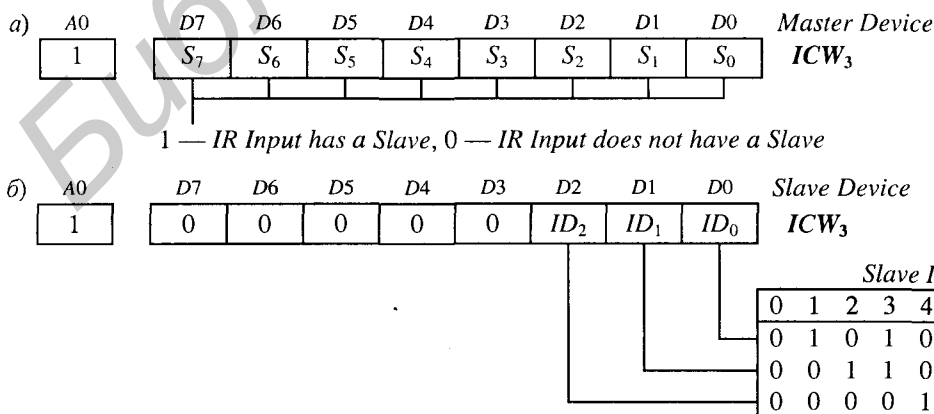 а) A0 D7 D6 D5 D4 D3 D2 D1 D0 Master Device
1 S₇ S₆ S₅ S₄ S₃ S₂ S₁ S₀ ICW₃
1 — IR Input has a Slave, 0 — IR Input does not have a Slave
б) A0 D7 D6 D5 D4 D3 D2 D1 D0 Slave Device
1 0 0 0 0 0 ID₂ ID₁ ID₀ ICW₃
Slave I
0 1 2 3 4
0 1 0 1 0
0 0 1 1 0
0 0 0 0 1